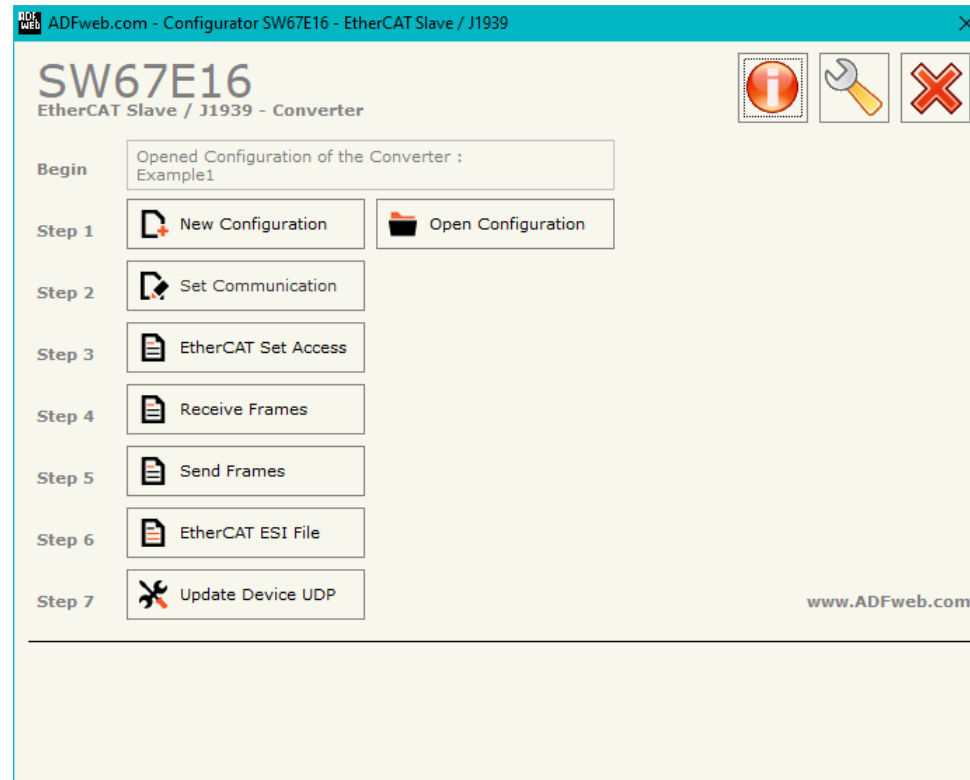 ADF
WEB
ADFweb.com - Configurator SW67E16 - EtherCAT Slave / J1939
SW67E16
EtherCAT Slave / J1939 - Converter
Begin
Opened Configuration of the Converter :
Example1
Step 1
New Configuration
Open Configuration
Step 2
Set Communication
Step 3
EtherCAT Set Access
Step 4
Receive Frames
Step 5
Send Frames
Step 6
EtherCAT ESI File
Step 7
Update Device UDP
www.ADFweb.com